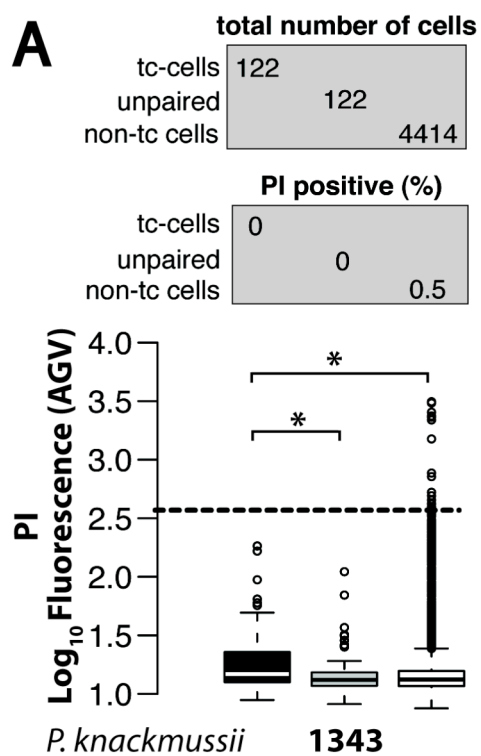 A
total number of cells
tc-cells 122
unpaired 122
non-tc cells 4414
PI positive (%)
tc-cells 0
unpaired 0
non-tc cells 0.5
PI
Log10 Fluorescence (AGV)
4.0
3.5
3.0
2.5
2.0
1.5
1.0
*
*
P. knackmussii 1343